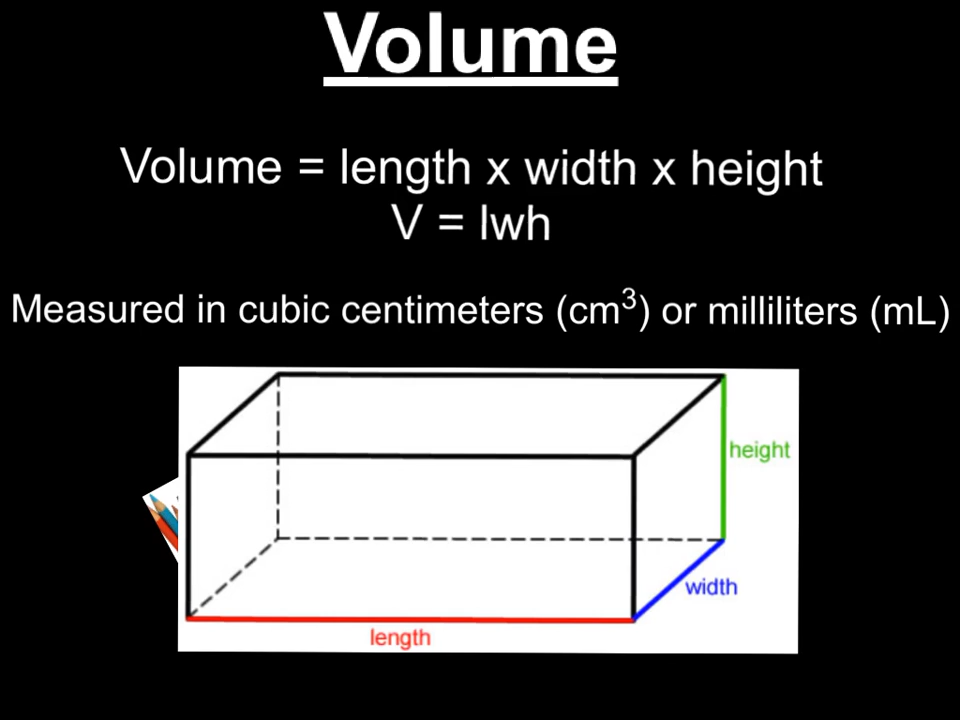 Volume
Volume = length x width x height
V = lwh
Measured in cubic centimeters (cm³) or milliliters (mL)
height
width
length